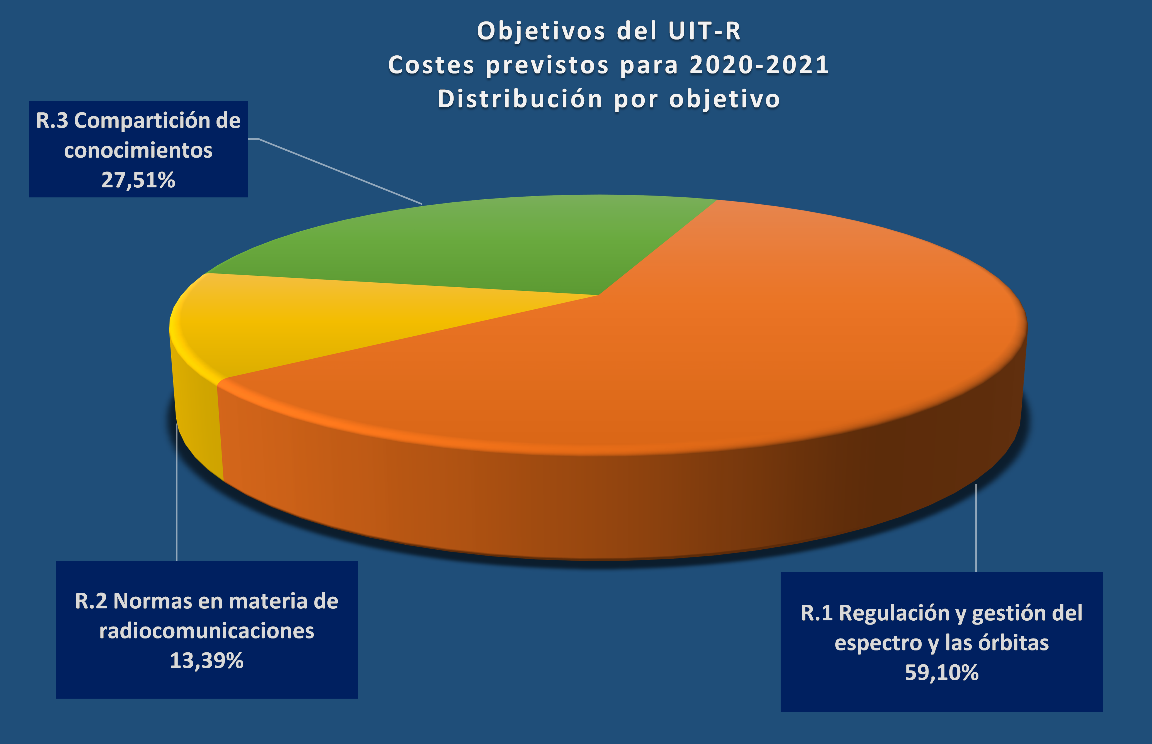 Objetivos del UIT-R
Costes previstos para 2020-2021
Distribución por objetivo
R.3 Compartición de
conocimientos
27,51%
R.2 Normas en materia de
radiocomunicaciones
13,39%
R.1 Regulación y gestión del
espectro y las órbitas
59,10%